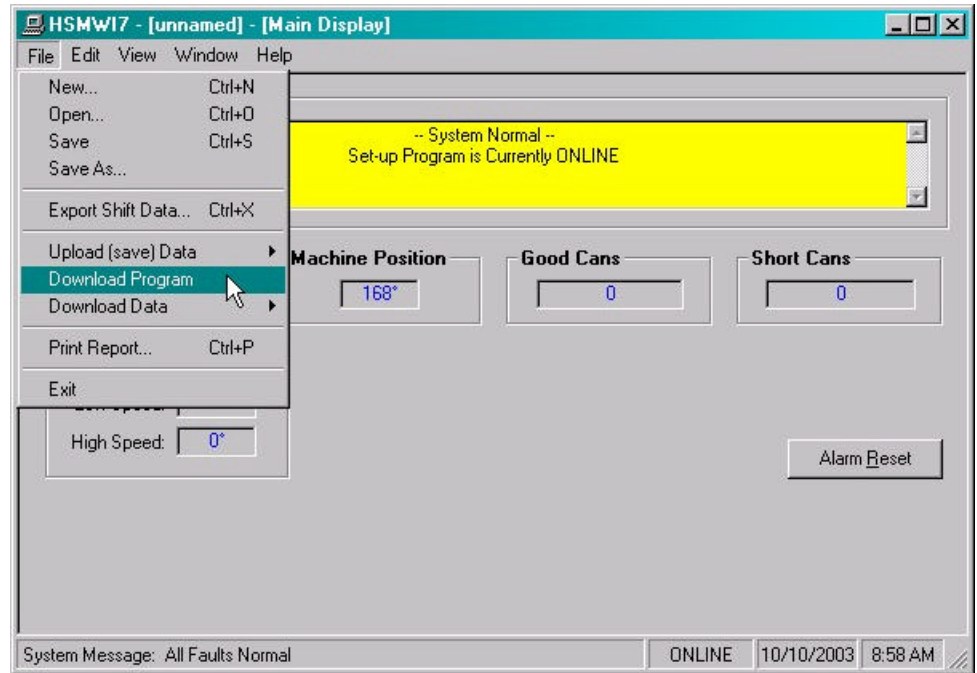 HSMWI7 - [unnamed] - [Main Display]
File Edit View Window Help
New... Ctrl+N
Open... Ctrl+O
Save Ctrl+S
Save As...
Export Shift Data... Ctrl+X
Upload (save) Data
Download Program
Download Data
Print Report... Ctrl+P
Exit
-- System Normal --
Set-up Program is Currently ONLINE
Machine Position Good Cans Short Cans
168° 0 0
High Speed: 0°
Alarm Reset
System Message: All Faults Normal ONLINE 10/10/2003 8:58 AM